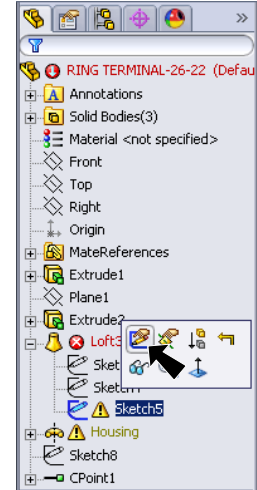 »
RING TERMINAL-26-22 (Defau
Annotations
Solid Bodies(3)
Material <not specified>
Front
Top
Right
Origin
MateReferences
Extrude1
Plane1
Extrude2
Loft3
Sket
Sketch5
Housing
Sketch8
CPoint1